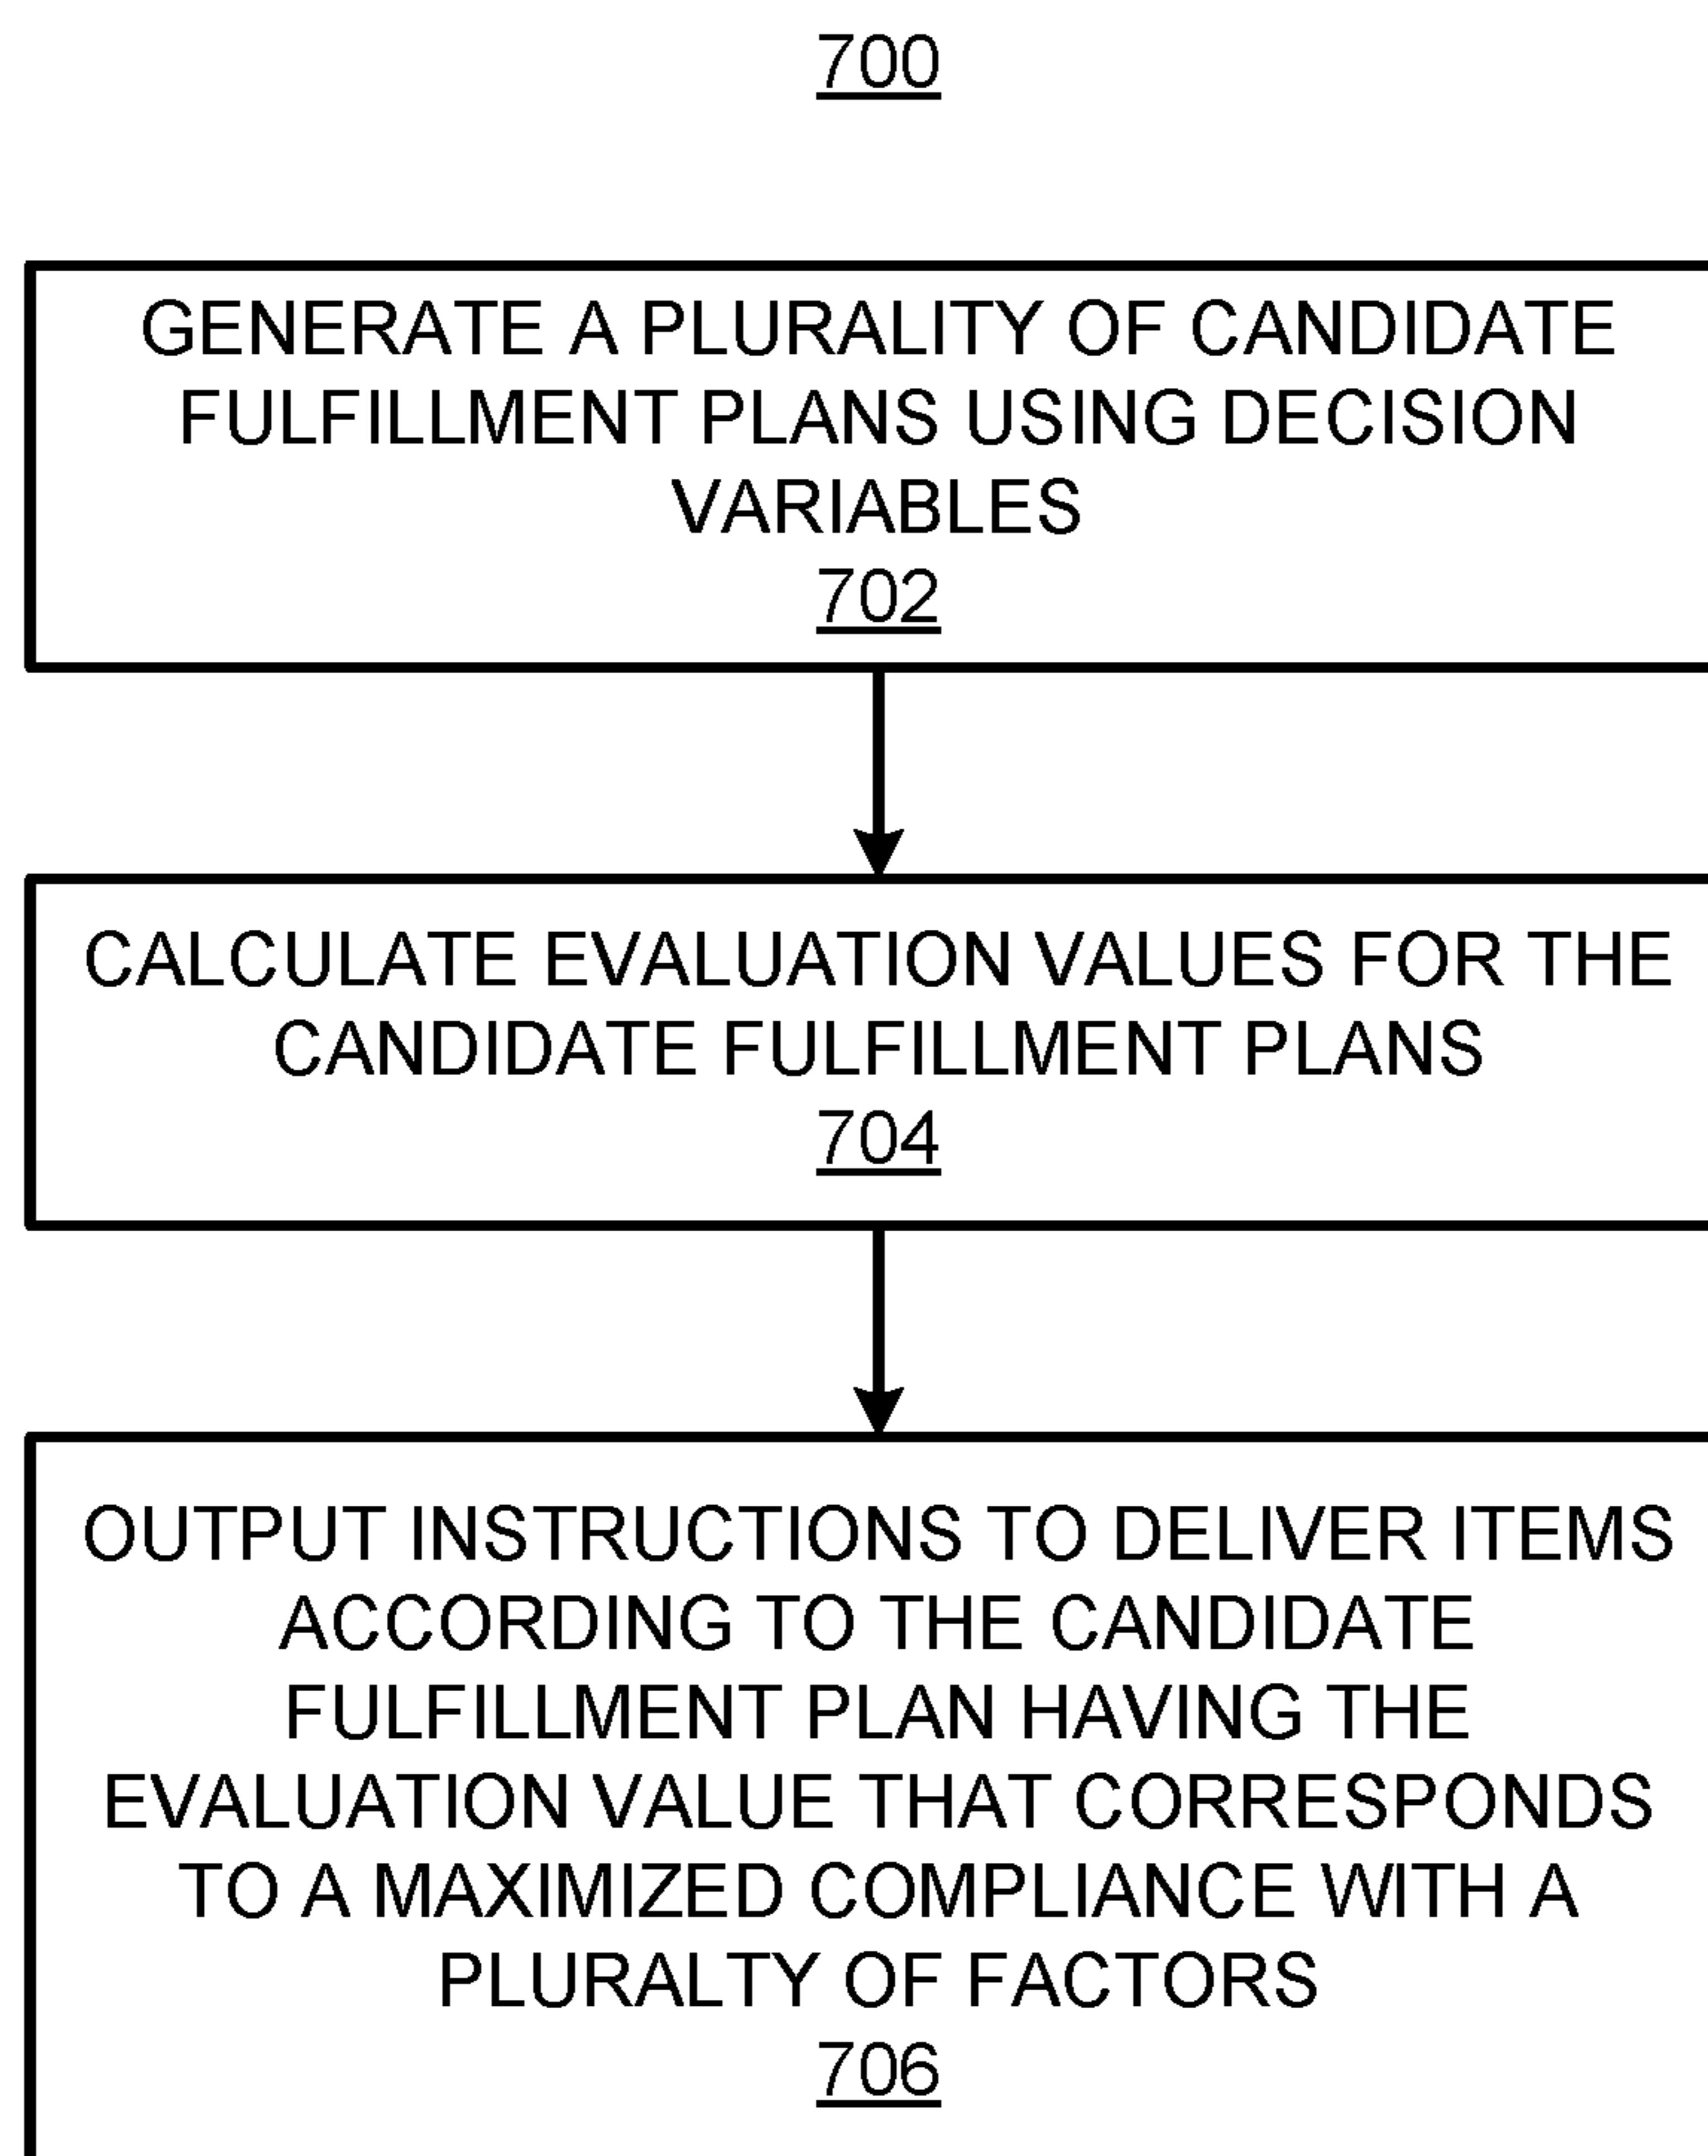 700
GENERATE A PLURALITY OF CANDIDATE
FULFILLMENT PLANS USING DECISION
VARIABLES
702
CALCULATE EVALUATION VALUES FOR THE
CANDIDATE FULFILLMENT PLANS
704
OUTPUT INSTRUCTIONS TO DELIVER ITEMS
ACCORDING TO THE CANDIDATE
FULFILLMENT PLAN HAVING THE
EVALUATION VALUE THAT CORRESPONDS
TO A MAXIMIZED COMPLIANCE WITH A
PLURALTY OF FACTORS
706